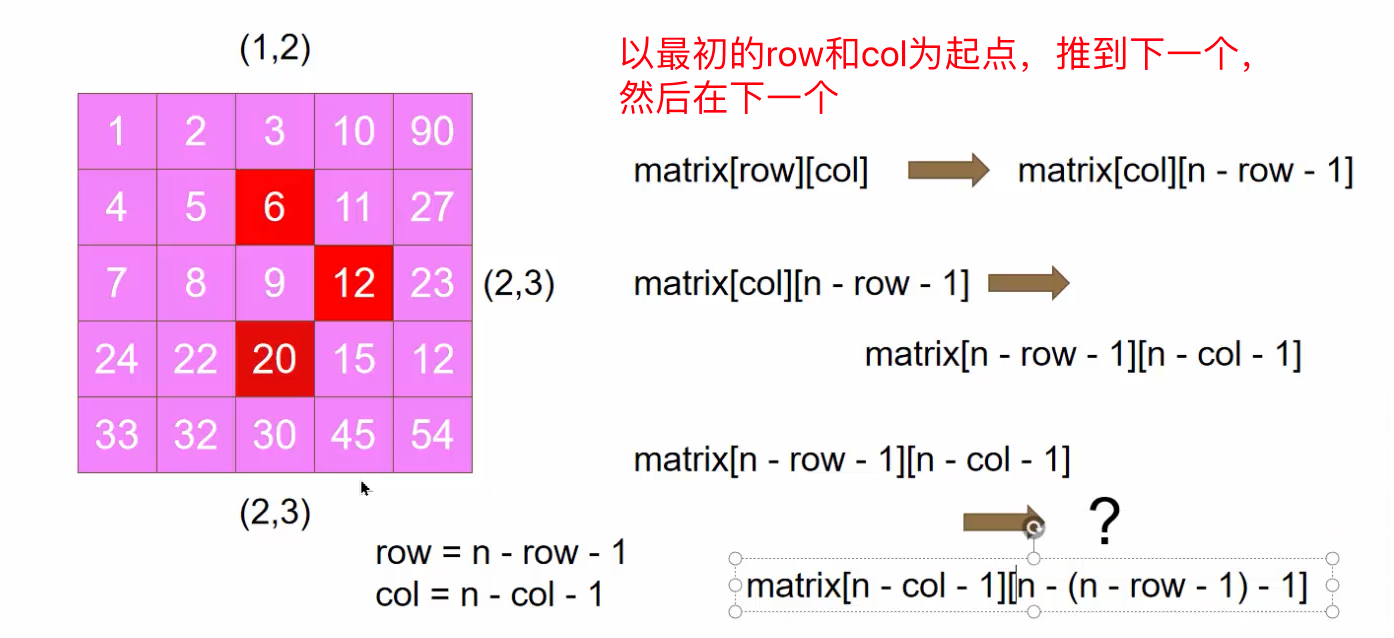 (1,2)
以最初的row和col为起点，推到下一个，
然后在下一个
1 2 3 10 90
4 5 6 11 27
7 8 9 12 23
24 22 20 15 12
33 32 30 45 54
(2,3)
(2,3)
row = n - row - 1
col = n - col - 1
matrix[row][col] matrix[col][n - row - 1]
matrix[col][n - row - 1]
matrix[n - row - 1][n - col - 1]
matrix[n - row - 1][n - col - 1]
?
matrix[n - col - 1][n - (n - row - 1) - 1]